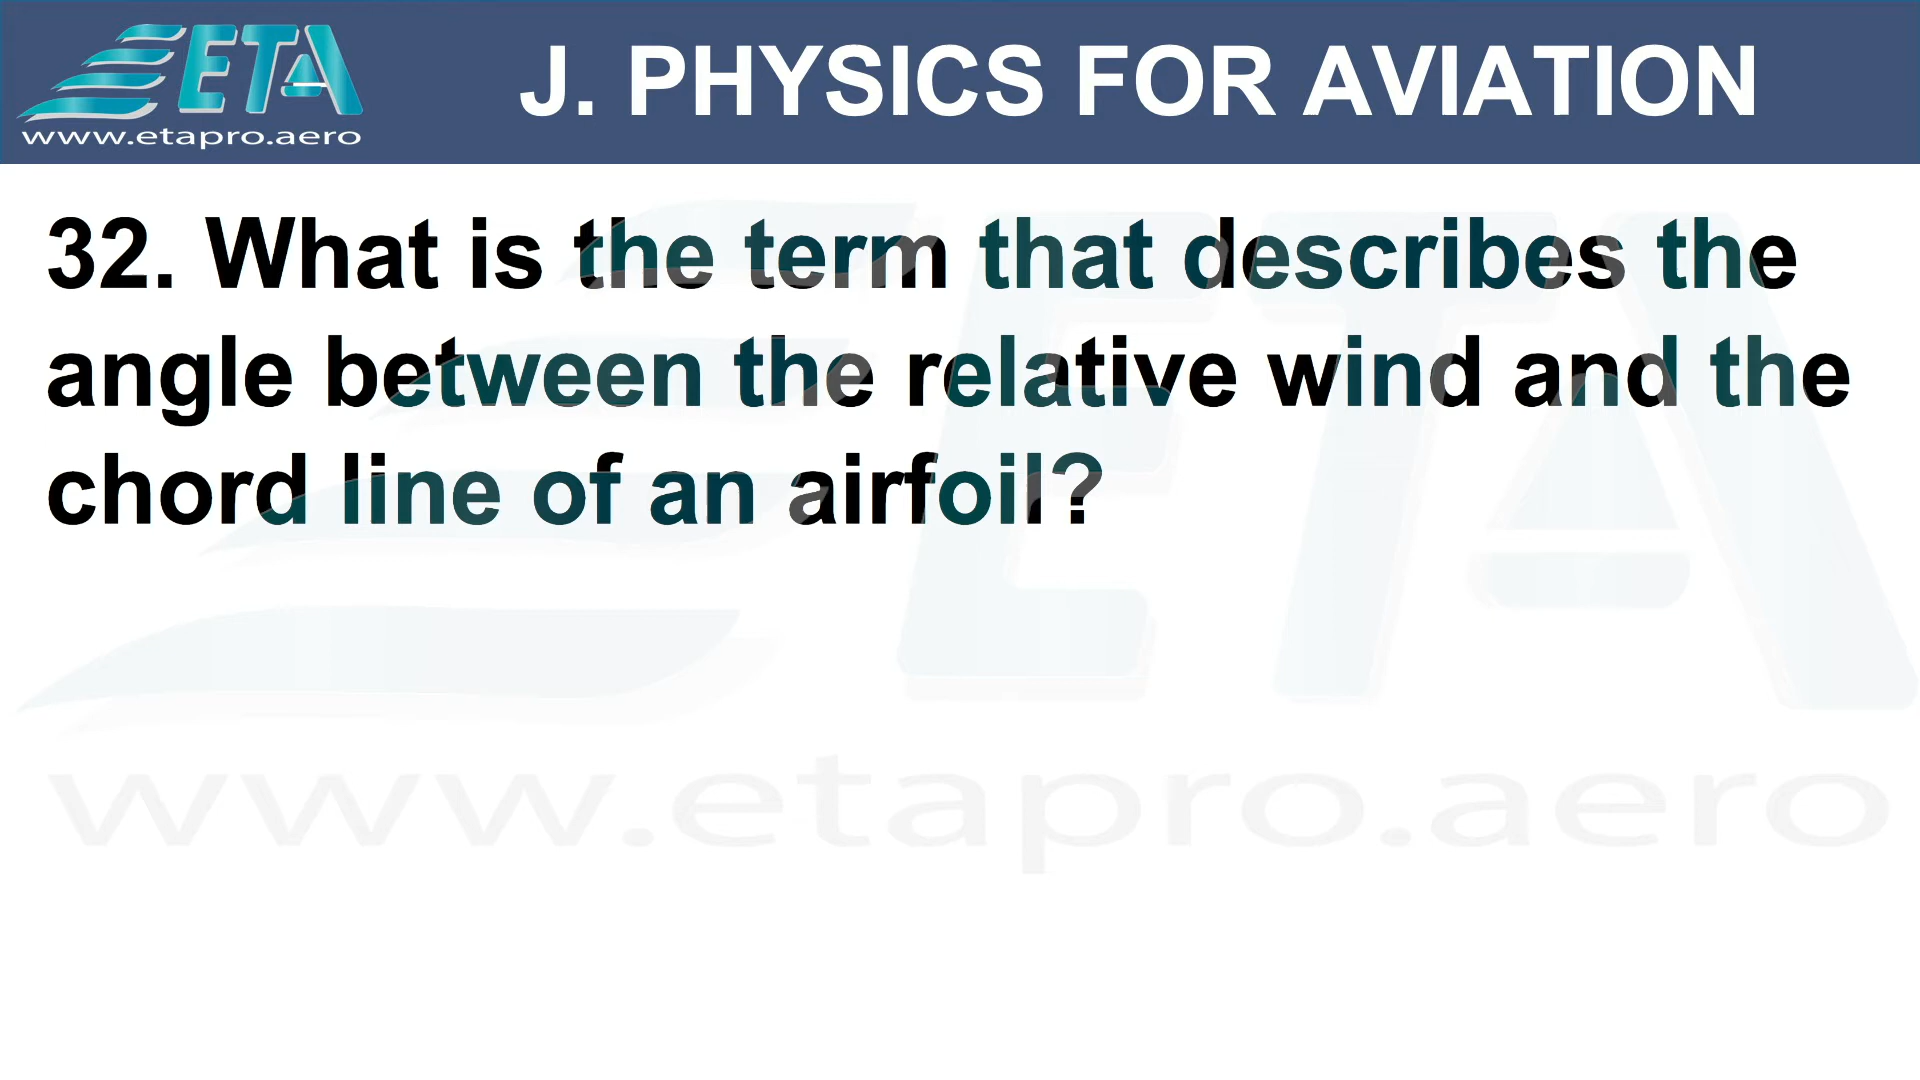 ETA
www.etapro.aero
J. PHYSICS FOR AVIATION
32. What is the term that describes the
angle between the relative wind and the
chord line of an airfoil?
ETA
www.etapro.aero